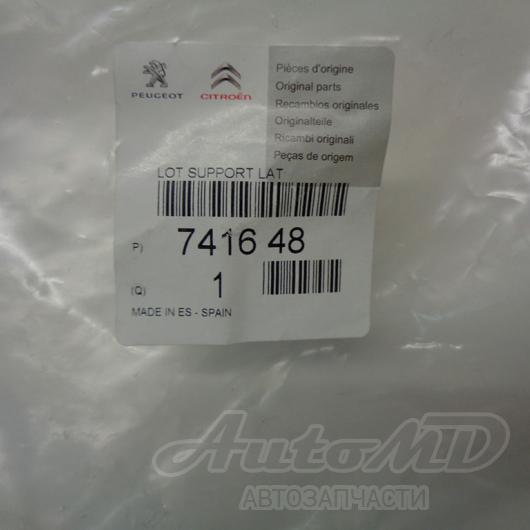 PEUGEOT CITROËN
Pièces d'origine
Original parts
Recambios originales
Originalteile
Ricambi originali
Peças de origem
LOT SUPPORT LAT
P) 7416 48
(Q) 1
MADE IN ES - SPAIN
AutoMD
АВТОЗАПЧАСТИ